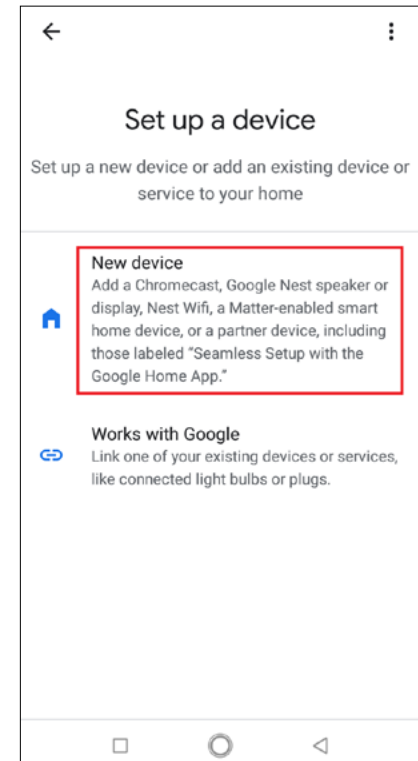 Set up a device
Set up a new device or add an existing device or
service to your home
New device
Add a Chromecast, Google Nest speaker or
display, Nest Wifi, a Matter-enabled smart
home device, or a partner device, including
those labeled “Seamless Setup with the
Google Home App.”
Works with Google
Link one of your existing devices or services,
like connected light bulbs or plugs.